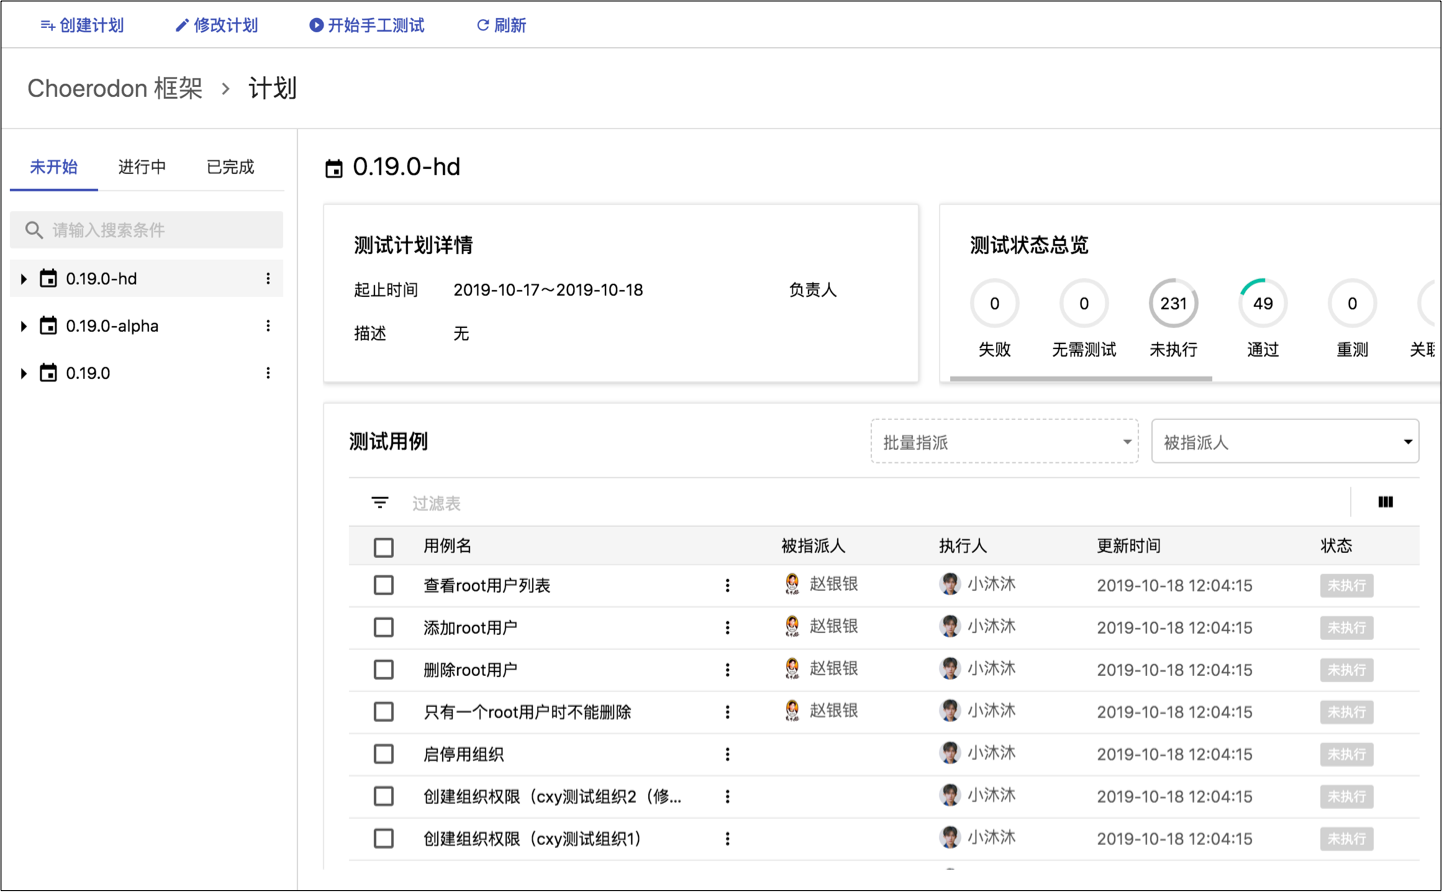 创建计划 修改计划 开始手工测试 刷新
Choerodon 框架 › 计划
未开始 进行中 已完成
请输入搜索条件
0.19.0-hd
0.19.0-alpha
0.19.0
0.19.0-hd
测试计划详情
起止时间 2019-10-17～2019-10-18 负责人
描述 无
测试状态总览
0 0 231 49 0
失败 无需测试 未执行 通过 重测 关联
测试用例 批量指派 被指派人
过滤表
用例名 被指派人 执行人 更新时间 状态
查看root用户列表 赵银银 小沐沐 2019-10-18 12:04:15 未执行
添加root用户 赵银银 小沐沐 2019-10-18 12:04:15 未执行
删除root用户 赵银银 小沐沐 2019-10-18 12:04:15 未执行
只有一个root用户时不能删除 赵银银 小沐沐 2019-10-18 12:04:15 未执行
启停用组织 小沐沐 2019-10-18 12:04:15 未执行
创建组织权限（cxy测试组织2（修... 小沐沐 2019-10-18 12:04:15 未执行
创建组织权限（cxy测试组织1） 小沐沐 2019-10-18 12:04:15 未执行